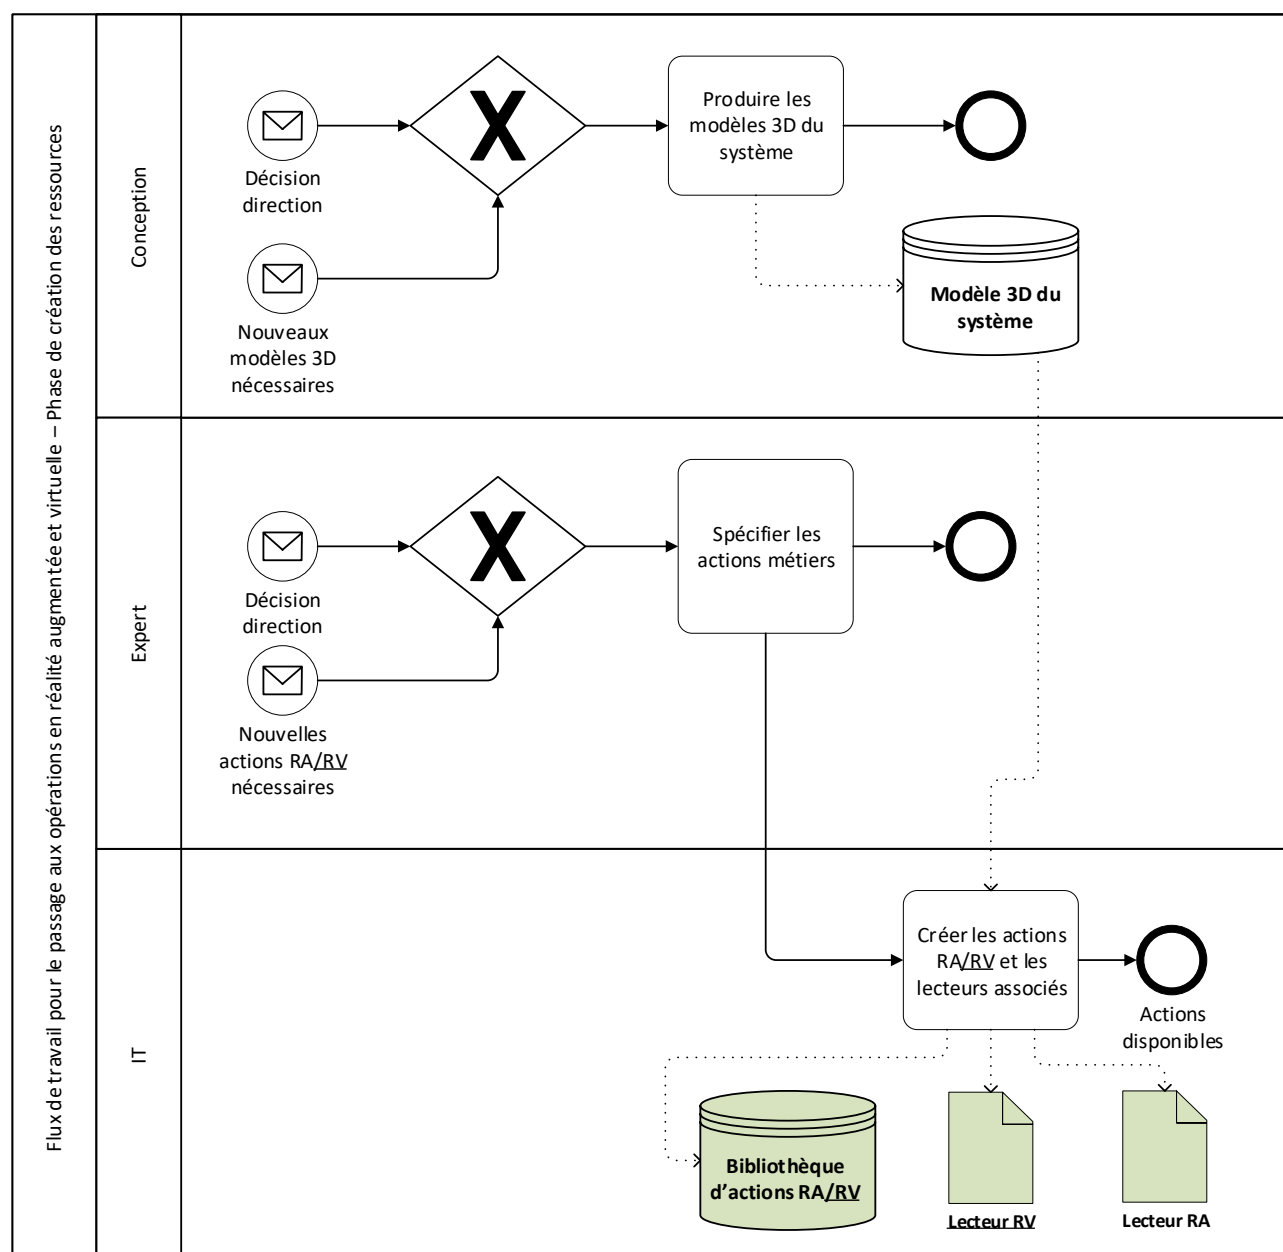 Flux de travail pour le passage aux opérations en réalité augmentée et virtuelle – Phase de création des ressources
Conception
Décision
direction
Nouveaux
modèles 3D
nécessaires
X
Produire les
modèles 3D du
système
Modèle 3D du
système
Expert
Décision
direction
Nouvelles
actions RA/RV
nécessaires
X
Spécifier les
actions métiers
IT
Créer les actions
RA/RV et les
lecteurs associés
Actions
disponibles
Bibliothèque
d’actions RA/RV
Lecteur RV
Lecteur RA